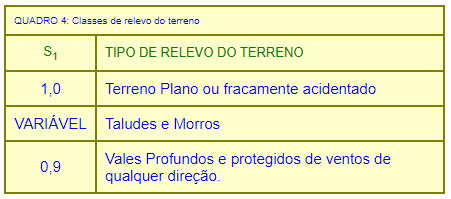 QUADRO 4: Classes de relevo do terreno
S1 TIPO DE RELEVO DO TERRENO
1,0 Terreno Plano ou fracamente acidentado
VARIÁVEL Taludes e Morros
0,9 Vales Profundos e protegidos de ventos de
qualquer direção.